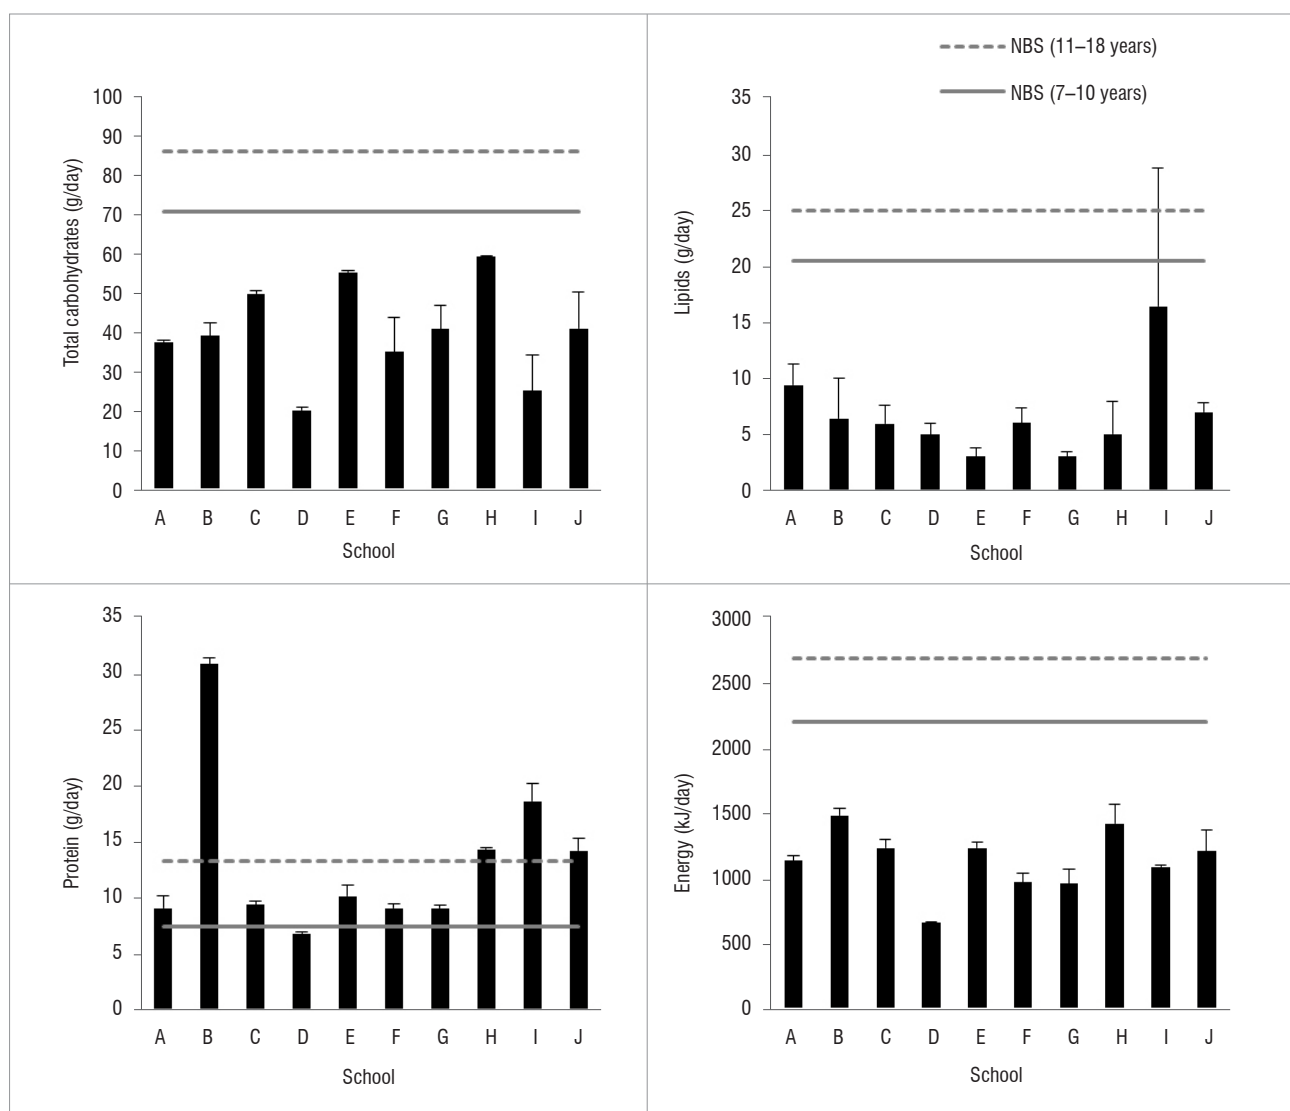 100
90
80
70
60
50
40
30
20
10
0
Total carbohydrates (g/day)
A B C D E F G H I J
School
NBS (11–18 years)
NBS (7–10 years)
35
30
25
20
15
10
5
0
Lipids (g/day)
A B C D E F G H I J
School
35
30
25
20
15
10
5
0
Protein (g/day)
A B C D E F G H I J
School
3000
2500
2000
1500
1000
500
0
Energy (kJ/day)
A B C D E F G H I J
School